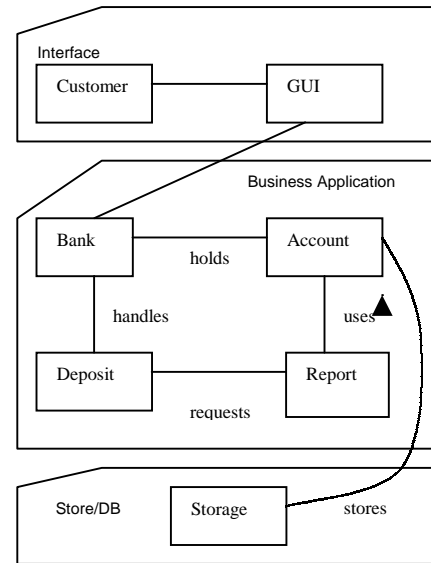 Interface
Customer
GUI
Business Application
Bank
Account
holds
handles
uses
Deposit
Report
requests
Store/DB
Storage
stores